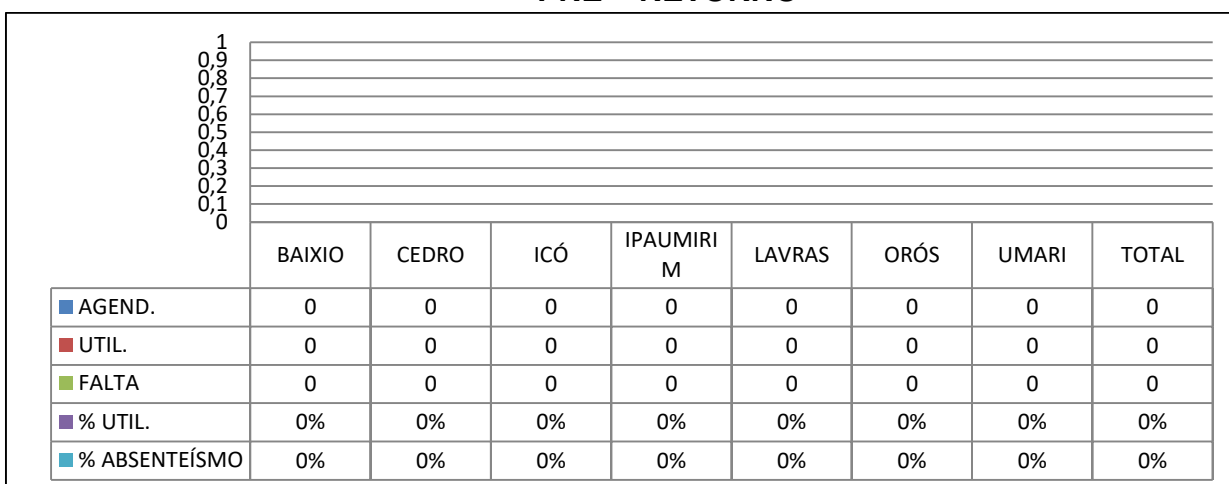 1
0,9
0,8
0,7
0,6
0,5
0,4
0,3
0,2
0,1
0
BAIXIO CEDRO ICÓ IPAUMIRI LAVRAS ORÓS UMARI TOTAL
M
AGEND. 0 0 0 0 0 0 0 0
UTIL. 0 0 0 0 0 0 0 0
FALTA 0 0 0 0 0 0 0 0
% UTIL. 0% 0% 0% 0% 0% 0% 0% 0%
% ABSENTEÍSMO 0% 0% 0% 0% 0% 0% 0% 0%